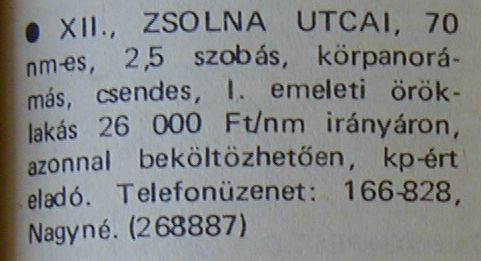 ● XII., ZSOLNA UTCAI, 70
nm-es, 2,5 szobás, körpanorá-
más, csendes, I. emeleti örök-
lakás 26 000 Ft/nm irányáron,
azonnal beköltözhetően, kp-ért
eladó. Telefonüzenet: 166-828,
Nagyné. (268887)